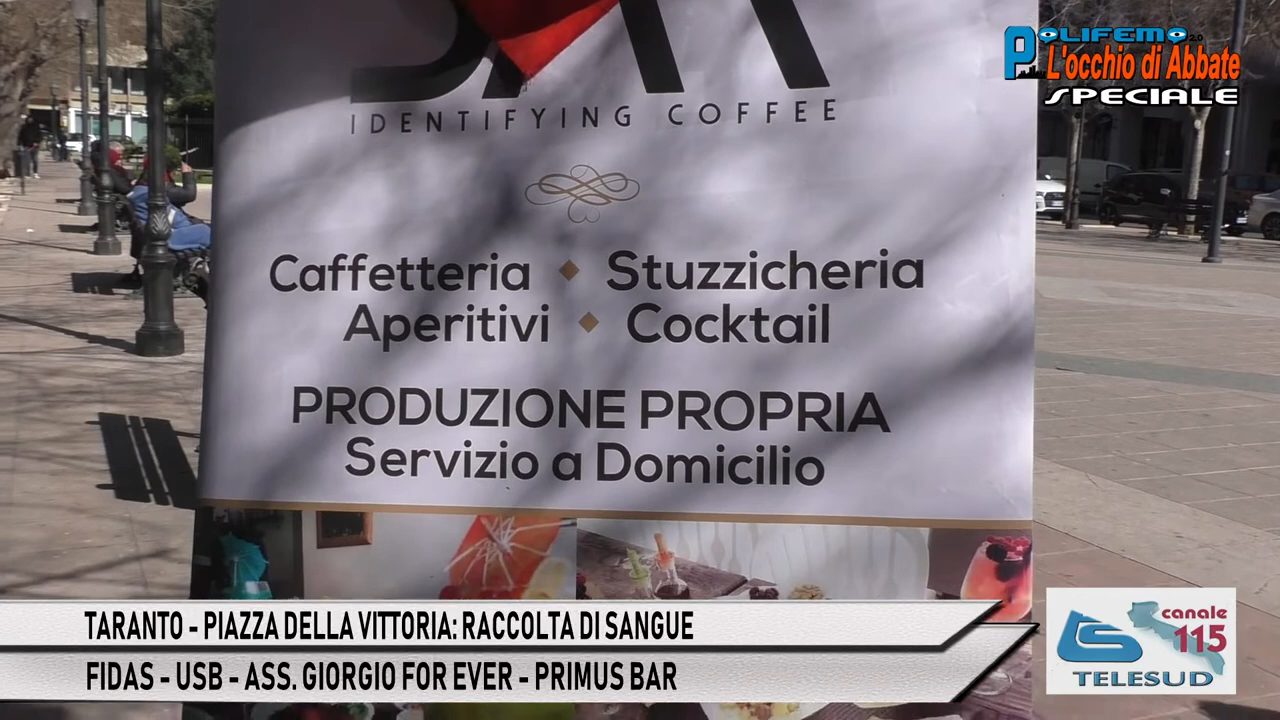 POLIFEMO 2.0
L'occhio di Abbate
SPECIALE
IDENTIFYING COFFEE
Caffetteria Stuzzicheria
Aperitivi Cocktail
PRODUZIONE PROPRIA
Servizio a Domicilio
TARANTO - PIAZZA DELLA VITTORIA: RACCOLTA DI SANGUE
FIDAS - USB - ASS. GIORGIO FOR EVER - PRIMUS BAR
canale
115
TELESUD